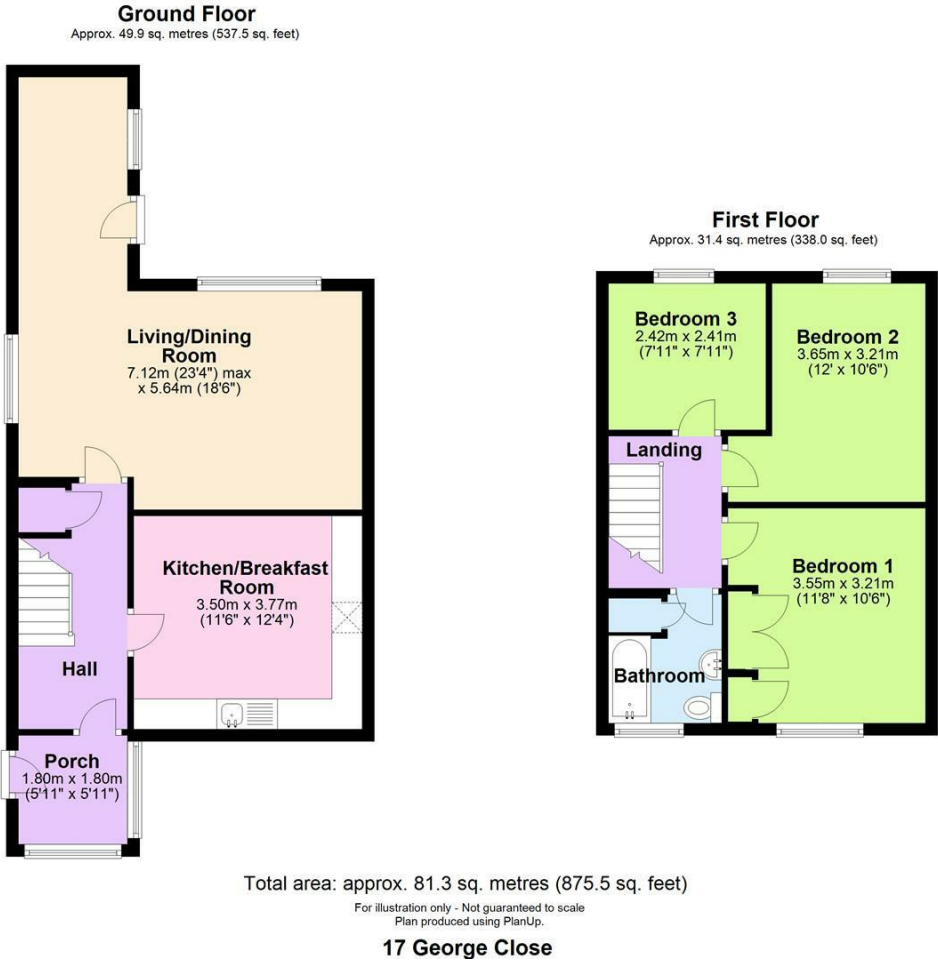 Ground Floor
Approx. 49.9 sq. metres (537.5 sq. feet)
Living/Dining
Room
7.12m (23'4") max
x 5.64m (18'6")
Kitchen/Breakfast
Room
3.50m x 3.77m
(11'6" x 12'4")
Hall
Porch
1.80m x 1.80m
(5'11" x 5'11")
First Floor
Approx. 31.4 sq. metres (338.0 sq. feet)
Bedroom 3
2.42m x 2.41m
(7'11" x 7'11")
Bedroom 2
3.65m x 3.21m
(12' x 10'6")
Landing
Bedroom 1
3.55m x 3.21m
(11'8" x 10'6")
Bathroom
Total area: approx. 81.3 sq. metres (875.5 sq. feet)
For illustration only - Not guaranteed to scale
Plan produced using PlanUp.
17 George Close